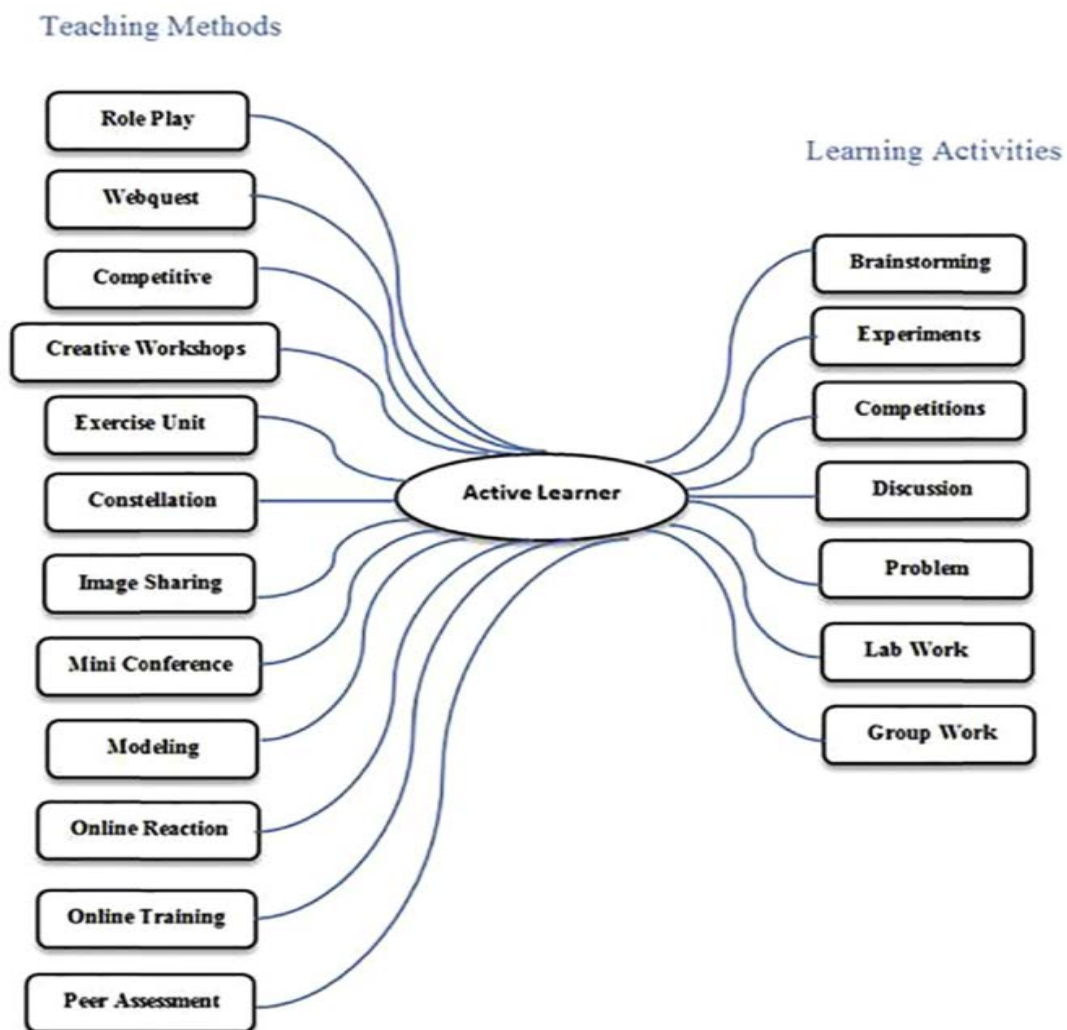 Teaching Methods
Role Play
Webquest
Competitive
Creative Workshops
Exercise Unit
Constellation
Image Sharing
Mini Conference
Modeling
Online Reaction
Online Training
Peer Assessment
Active Learner
Learning Activities
Brainstorming
Experiments
Competitions
Discussion
Problem
Lab Work
Group Work